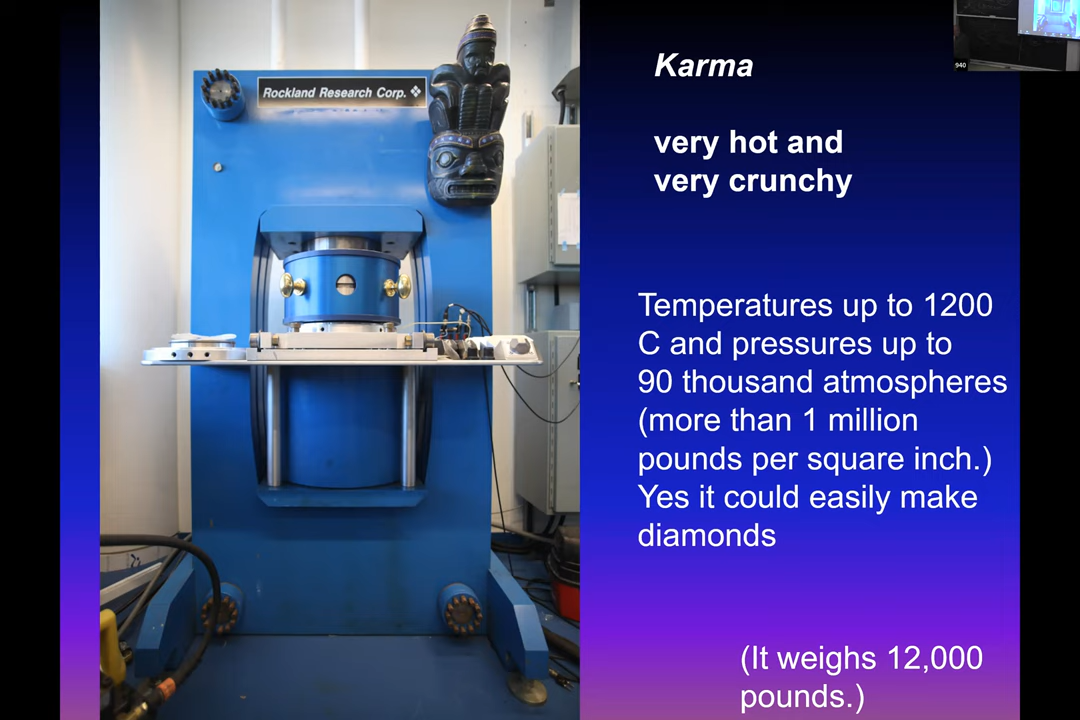 Rockland Research Corp.
Karma
very hot and
very crunchy
Temperatures up to 1200
C and pressures up to
90 thousand atmospheres
(more than 1 million
pounds per square inch.)
Yes it could easily make
diamonds
(It weighs 12,000
pounds.)
940